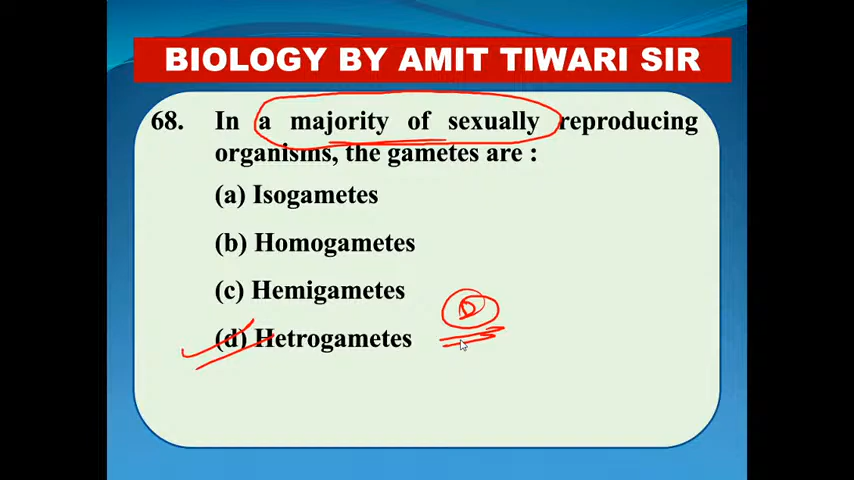 BIOLOGY BY AMIT TIWARI SIR
68. In a majority of sexually reproducing
organisms, the gametes are :
(a) Isogametes
(b) Homogametes
(c) Hemigametes
(d) Hetrogametes
D